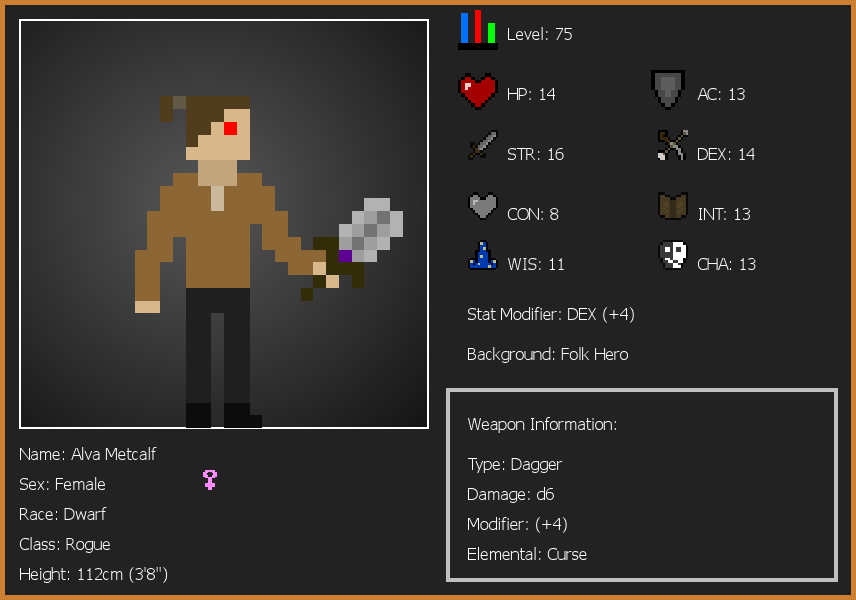 Level: 75
HP: 14
AC: 13
STR: 16
DEX: 14
CON: 8
INT: 13
WIS: 11
CHA: 13
Stat Modifier: DEX (+4)
Background: Folk Hero
Weapon Information:
Type: Dagger
Damage: d6
Modifier: (+4)
Elemental: Curse
Name: Alva Metcalf
Sex: Female
Race: Dwarf
Class: Rogue
Height: 112cm (3'8")